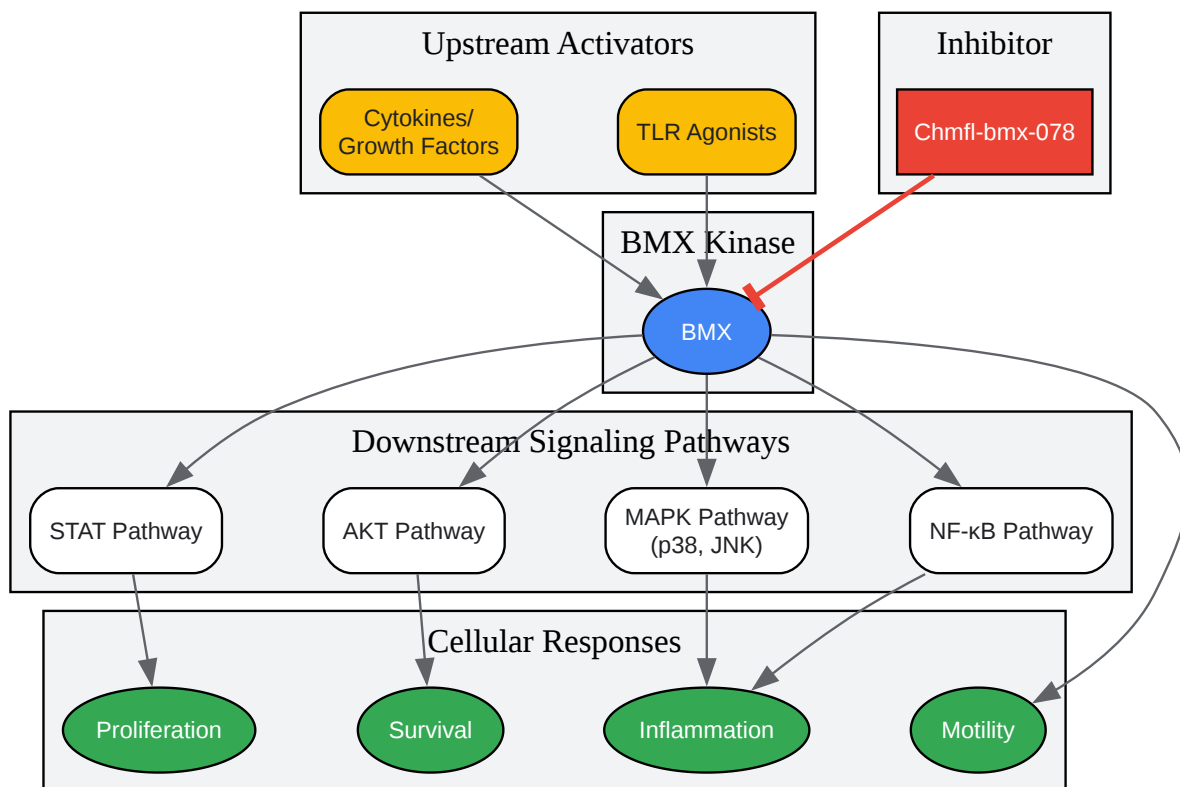 Upstream Activators
Inhibitor
Cytokines/
Growth Factors
TLR Agonists
Chmfl-bmx-078
BMX Kinase
BMX
Downstream Signaling Pathways
STAT Pathway
AKT Pathway
MAPK Pathway
(p38, JNK)
NF-κB Pathway
Cellular Responses
Proliferation
Survival
Inflammation
Motility